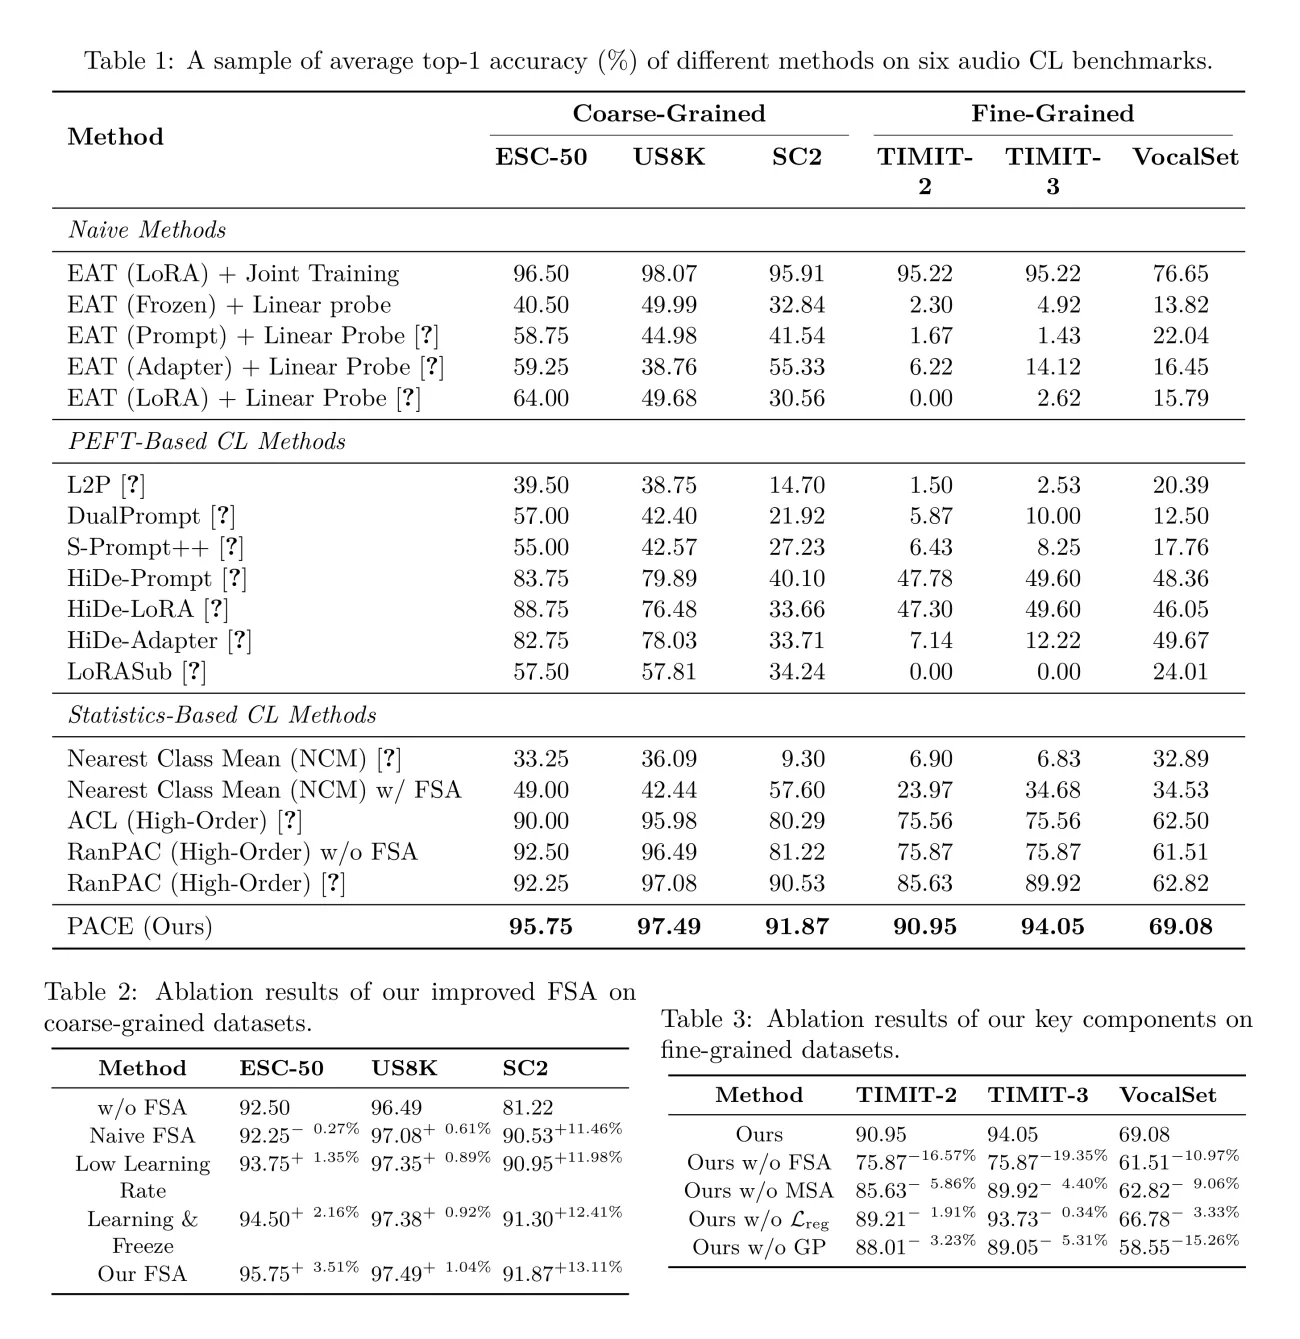 Table 1: A sample of average top-1 accuracy (%) of different methods on six audio CL benchmarks.
Method Coarse-Grained Fine-Grained
ESC-50 US8K SC2 TIMIT-2 TIMIT-3 VocalSet
Naive Methods
EAT (LoRA) + Joint Training 96.50 98.07 95.91 95.22 95.22 76.65
EAT (Frozen) + Linear probe 40.50 49.99 32.84 2.30 4.92 13.82
EAT (Prompt) + Linear Probe [?] 58.75 44.98 41.54 1.67 1.43 22.04
EAT (Adapter) + Linear Probe [?] 59.25 38.76 55.33 6.22 14.12 16.45
EAT (LoRA) + Linear Probe [?] 64.00 49.68 30.56 0.00 2.62 15.79
PEFT-Based CL Methods
L2P [?] 39.50 38.75 14.70 1.50 2.53 20.39
DualPrompt [?] 57.00 42.40 21.92 5.87 10.00 12.50
S-Prompt++ [?] 55.00 42.57 27.23 6.43 8.25 17.76
HiDe-Prompt [?] 83.75 79.89 40.10 47.78 49.60 48.36
HiDe-LoRA [?] 88.75 76.48 33.66 47.30 49.60 46.05
HiDe-Adapter [?] 82.75 78.03 33.71 7.14 12.22 49.67
LoRASub [?] 57.50 57.81 34.24 0.00 0.00 24.01
Statistics-Based CL Methods
Nearest Class Mean (NCM) [?] 33.25 36.09 9.30 6.90 6.83 32.89
Nearest Class Mean (NCM) w/ FSA 49.00 42.44 57.60 23.97 34.68 34.53
ACL (High-Order) [?] 90.00 95.98 80.29 75.56 75.56 62.50
RanPAC (High-Order) w/o FSA 92.50 96.49 81.22 75.87 75.87 61.51
RanPAC (High-Order) [?] 92.25 97.08 90.53 85.63 89.92 62.82
PACE (Ours) 95.75 97.49 91.87 90.95 94.05 69.08
Table 2: Ablation results of our improved FSA on
coarse-grained datasets.
Method ESC-50 US8K SC2
w/o FSA 92.50 96.49 81.22
Naive FSA 92.25− 0.27% 97.08+ 0.61% 90.53+11.46%
Low Learning 93.75+ 1.35% 97.35+ 0.89% 90.95+11.98%
Rate
Learning & 94.50+ 2.16% 97.38+ 0.92% 91.30+12.41%
Freeze
Our FSA 95.75+ 3.51% 97.49+ 1.04% 91.87+13.11%
Table 3: Ablation results of our key components on
fine-grained datasets.
Method TIMIT-2 TIMIT-3 VocalSet
Ours 90.95 94.05 69.08
Ours w/o FSA 75.87−16.57% 75.87−19.35% 61.51−10.97%
Ours w/o MSA 85.63− 5.86% 89.92− 4.40% 62.82− 9.06%
Ours w/o ℒreg 89.21− 1.91% 93.73− 0.34% 66.78− 3.33%
Ours w/o GP 88.01− 3.23% 89.05− 5.31% 58.55−15.26%